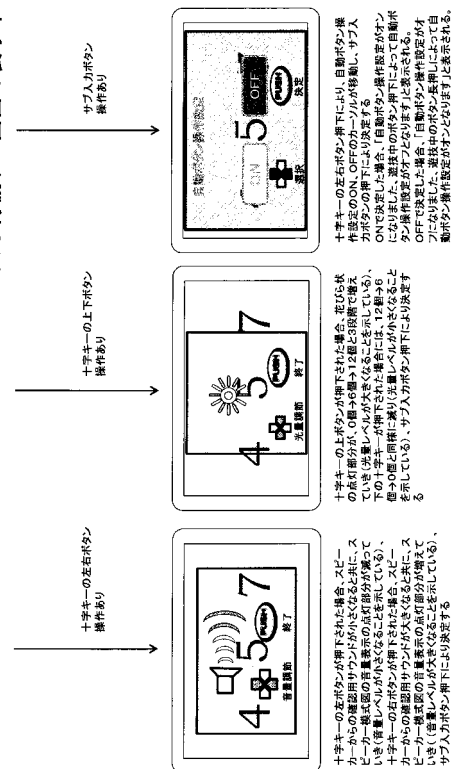 十字キーの左右ボタン
操作あり
4
5
7
音量調節
PUSH
終了
十字キーの左ボタンが押下された場合、スピー
カーからの確認用サウンドが小さくなると共に、ス
ピーカー模式図の音量表示の点灯部分が減って
いき(音量レベルが小さくなることを示している)、
十字キーの右ボタンが押下された場合、スピー
カーからの確認用サウンドが大きくなると共に、ス
ピーカー模式図の音量表示の点灯部分が増えて
いき((音量レベルが大きくなることを示している)、
サブ入力ボタン押下により決定する
十字キーの上下ボタン
操作あり
4
5
7
光量調節
PUSH
終了
十字キーの上ボタンが押下された場合、花びら状
の点灯部分が、0個→6個→12個と3段階で増え
ていき(光量レベルが大きくなることを示している)、
下の十字キーが押下された場合には、12個→6
個→0個と同様に減り(光量レベルが小さくなること
を示している)、サブ入力ボタン押下により決定す
る
サブ入力ボタン
操作あり
ON
5
OFF
選択
PUSH
決定
十字キーの左右ボタン押下により、自動ボタン操
作設定のON、OFFのカーソルが移動し、サブ入
力ボタンの押下により決定する
ONで決定した場合、「自動ボタン操作設定がオン
になりました、遊技中のボタン押下によって自動ボ
タン操作設定がオフとなります」と表示される。
OFFで決定した場合、「自動ボタン操作設定がオ
フになりました、遊技中のボタン長押しによって自
動ボタン操作設定がオンとなります」と表示される。